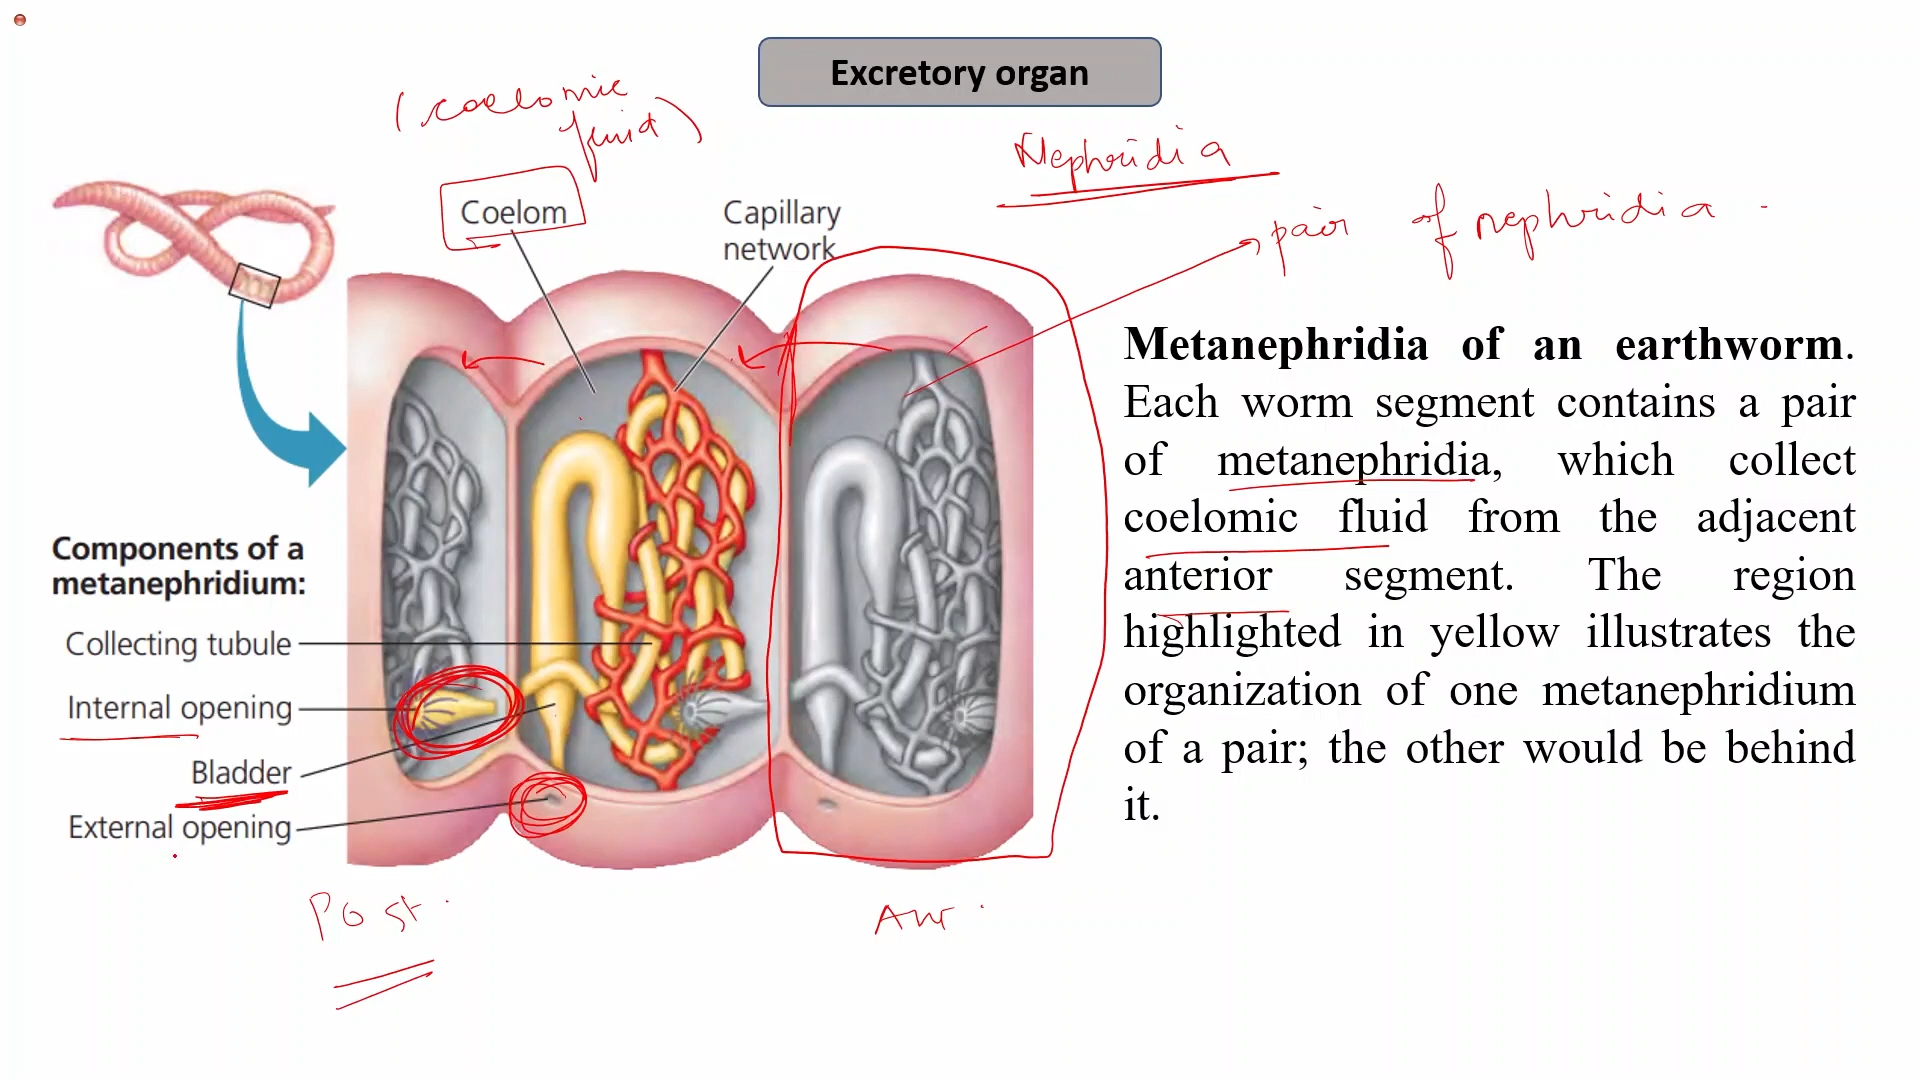 Excretory organ
(coelomic
fluid)
Nephridia
pair of nephridia
Coelom
Capillary
network
Metanephridia of an earthworm.
Each worm segment contains a pair
of metanephridia, which collect
coelomic fluid from the adjacent
anterior segment. The region
highlighted in yellow illustrates the
organization of one metanephridium
of a pair; the other would be behind
it.
Components of a
metanephridium:
Collecting tubule
Internal opening
Bladder
External opening
Post.
Ant.